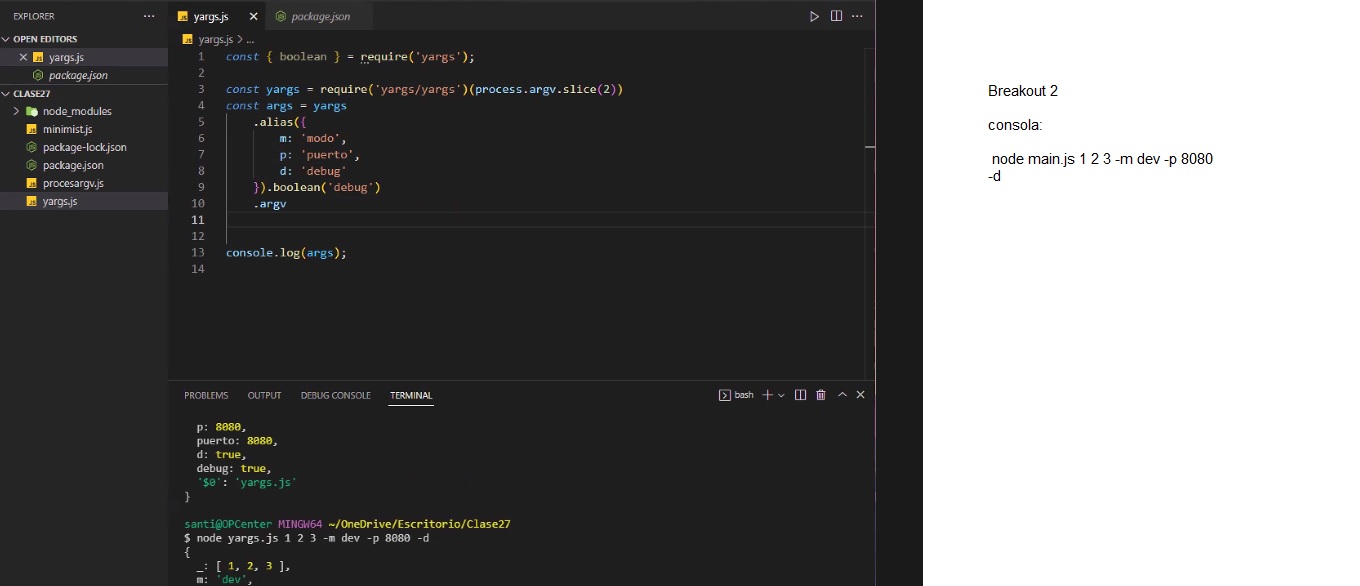 EXPLORER
OPEN EDITORS
yargs.js
package.json
CLASE27
node_modules
minimist.js
package-lock.json
package.json
procesargv.js
yargs.js
yargs.js
package.json
yargs.js > ...
1 const { boolean } = require('yargs');
2
3 const yargs = require('yargs/yargs')(process.argv.slice(2))
4 const args = yargs
5 .alias({
6 m: 'modo',
7 p: 'puerto',
8 d: 'debug'
9 }).boolean('debug')
10 .argv
11
12
13 console.log(args);
14
PROBLEMS OUTPUT DEBUG CONSOLE TERMINAL
bash
p: 8080,
puerto: 8080,
d: true,
debug: true,
'$0': 'yargs.js'
}
santi@OPCenter MINGW64 ~/OneDrive/Escritorio/Clase27
$ node yargs.js 1 2 3 -m dev -p 8080 -d
{
_: [ 1, 2, 3 ],
m: 'dev',
Breakout 2
consola:
node main.js 1 2 3 -m dev -p 8080
-d